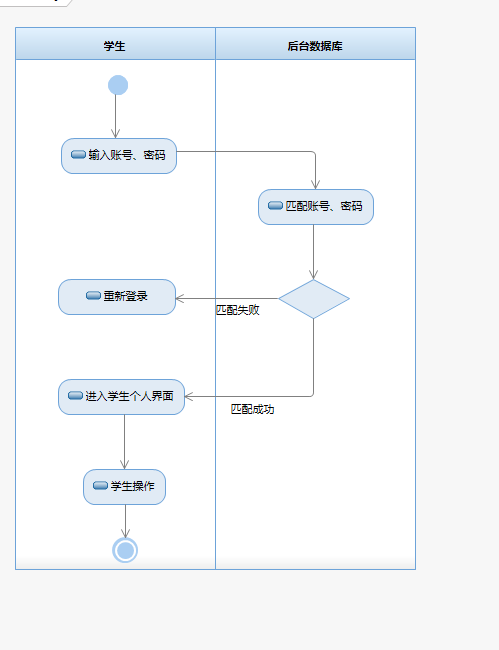 学生
后台数据库
输入账号、密码
匹配账号、密码
重新登录
匹配失败
进入学生个人界面
匹配成功
学生操作